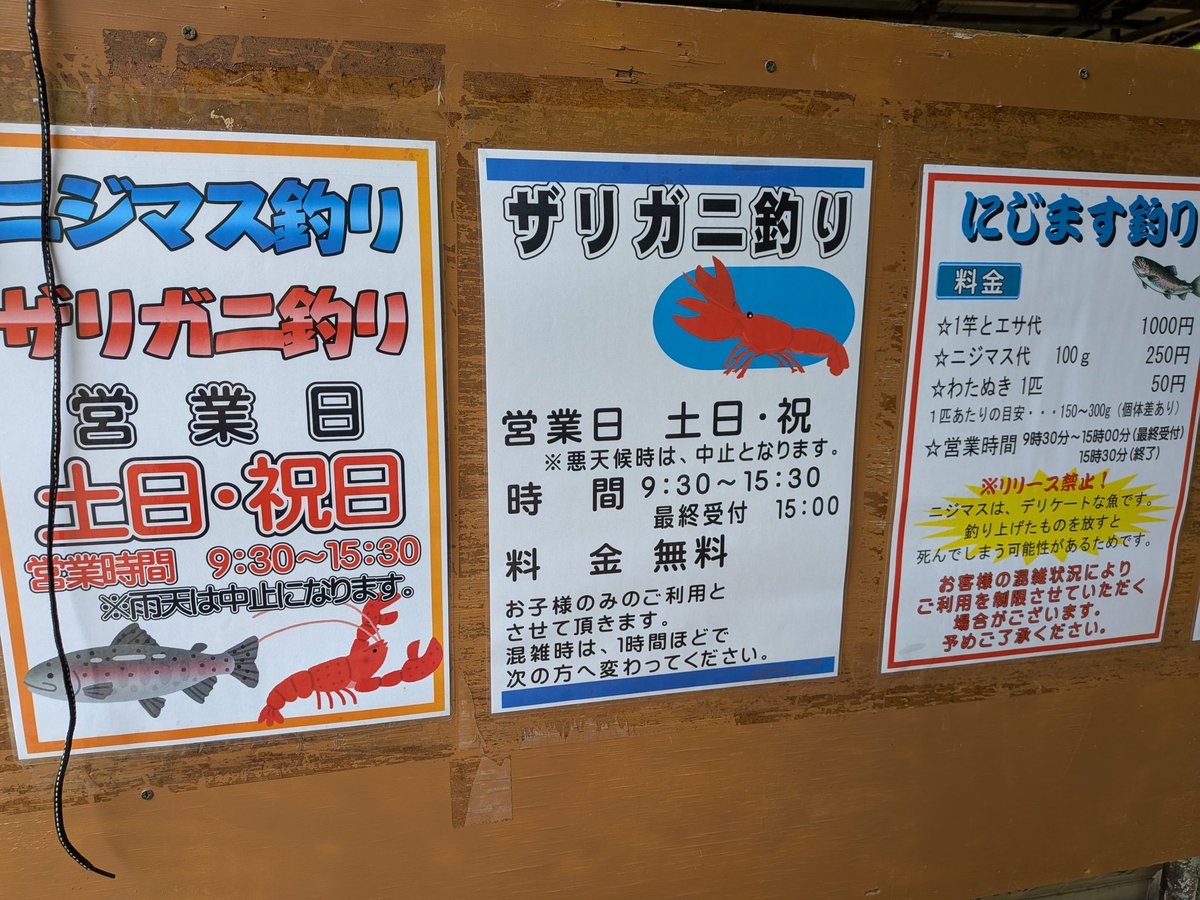 ニジマス釣り
ザリガニ釣り
営業日
土日・祝日
営業時間 9:30～15:30
※雨天は中止になります。
ザリガニ釣り
営業日 土日・祝
※悪天候時は、中止となります。
時間 9:30～15:30
最終受付 15:00
料金 無料
お子様のみのご利用と
させて頂きます。
混雑時は、1時間ほどで
次の方へ変わってください。
にじます釣り
料金
☆1竿とエサ代 1000円
☆ニジマス代 100g 250円
☆わたぬき 1匹 50円
1匹あたりの目安・・・150～300g（個体差あり）
☆営業時間 9時30分～15時00分（最終受付）
15時30分（終了）
※リリース禁止！
ニジマスは、デリケートな魚です。
釣り上げたものを放すと
死んでしまう可能性があるためです。
お客様の混雑状況により
ご利用を制限させていただく
場合がございます。
予めご了承ください。